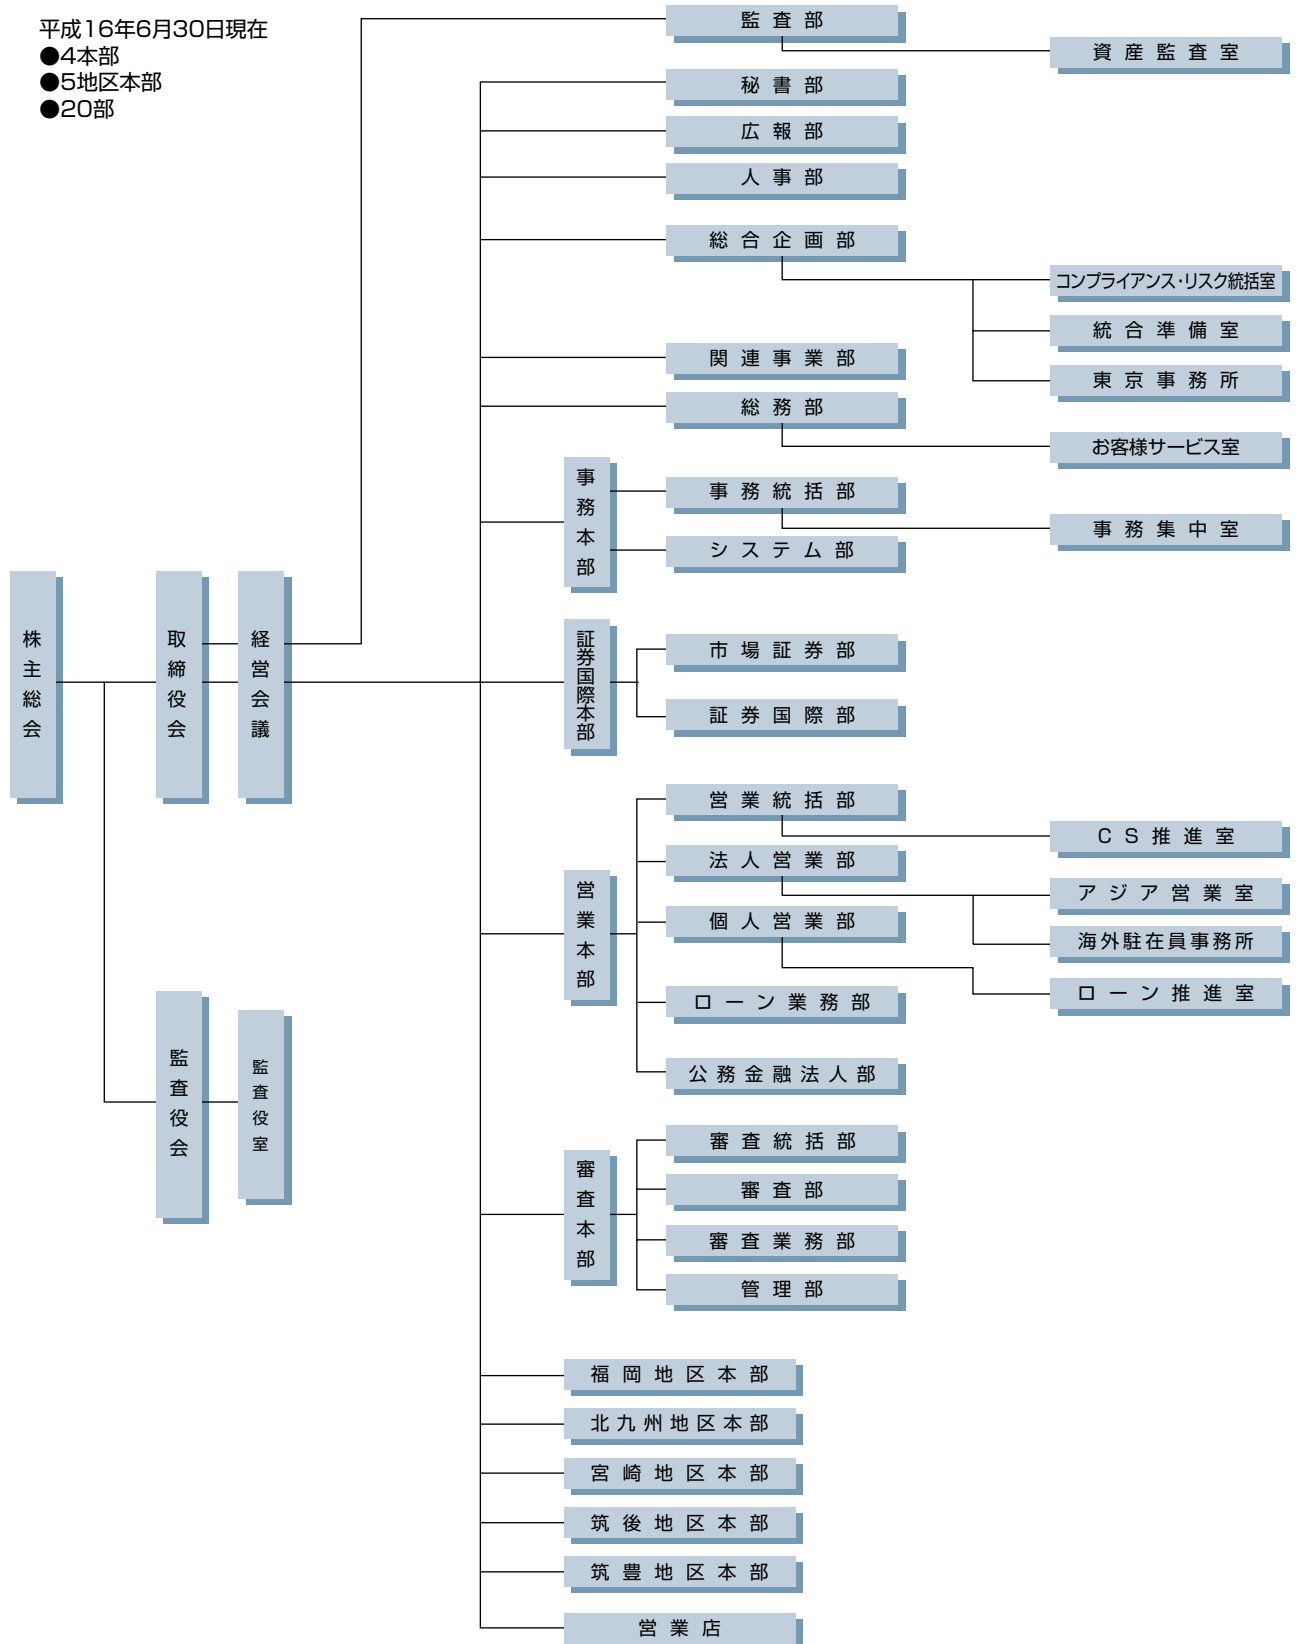 平成16年6月30日現在
●4本部
●5地区本部
●20部
監査部
資産監査室
秘書部
広報部
人事部
総合企画部
コンプライアンス・リスク統括室
統合準備室
東京事務所
関連事業部
総務部
お客様サービス室
事務本部
事務統括部
事務集中室
システム部
株主総会
取締役会
経営会議
証券国際本部
市場証券部
証券国際部
営業本部
営業統括部
CS推進室
法人営業部
アジア営業室
海外駐在員事務所
個人営業部
ローン推進室
ローン業務部
公務金融法人部
監査役会
監査役室
審査本部
審査統括部
審査部
審査業務部
管理部
福岡地区本部
北九州地区本部
宮崎地区本部
筑後地区本部
筑豊地区本部
営業店